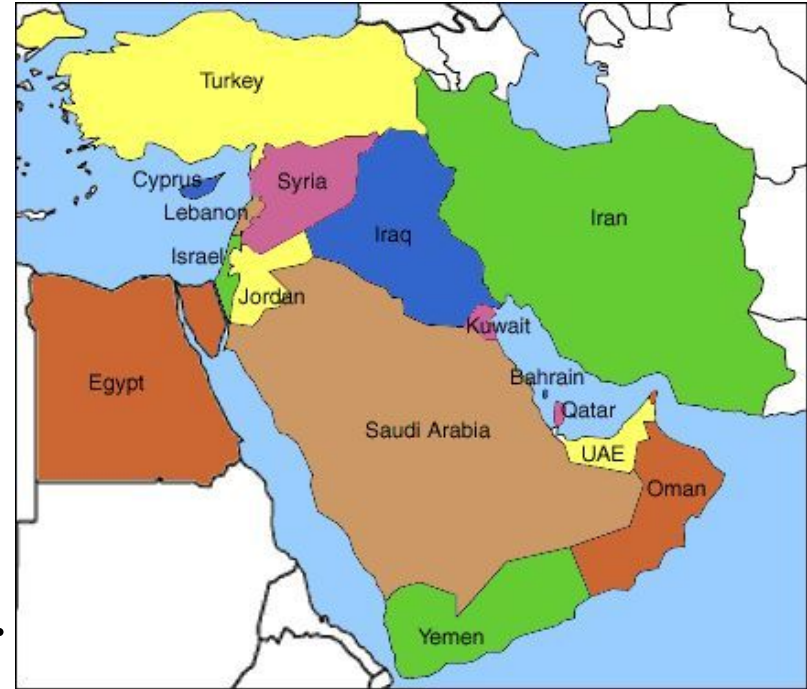 Turkey
Cyprus
Syria
Lebanon
Iran
Iraq
Israel
Jordan
Kuwait
Egypt
Bahrain
Qatar
Saudi Arabia
UAE
Oman
Yemen